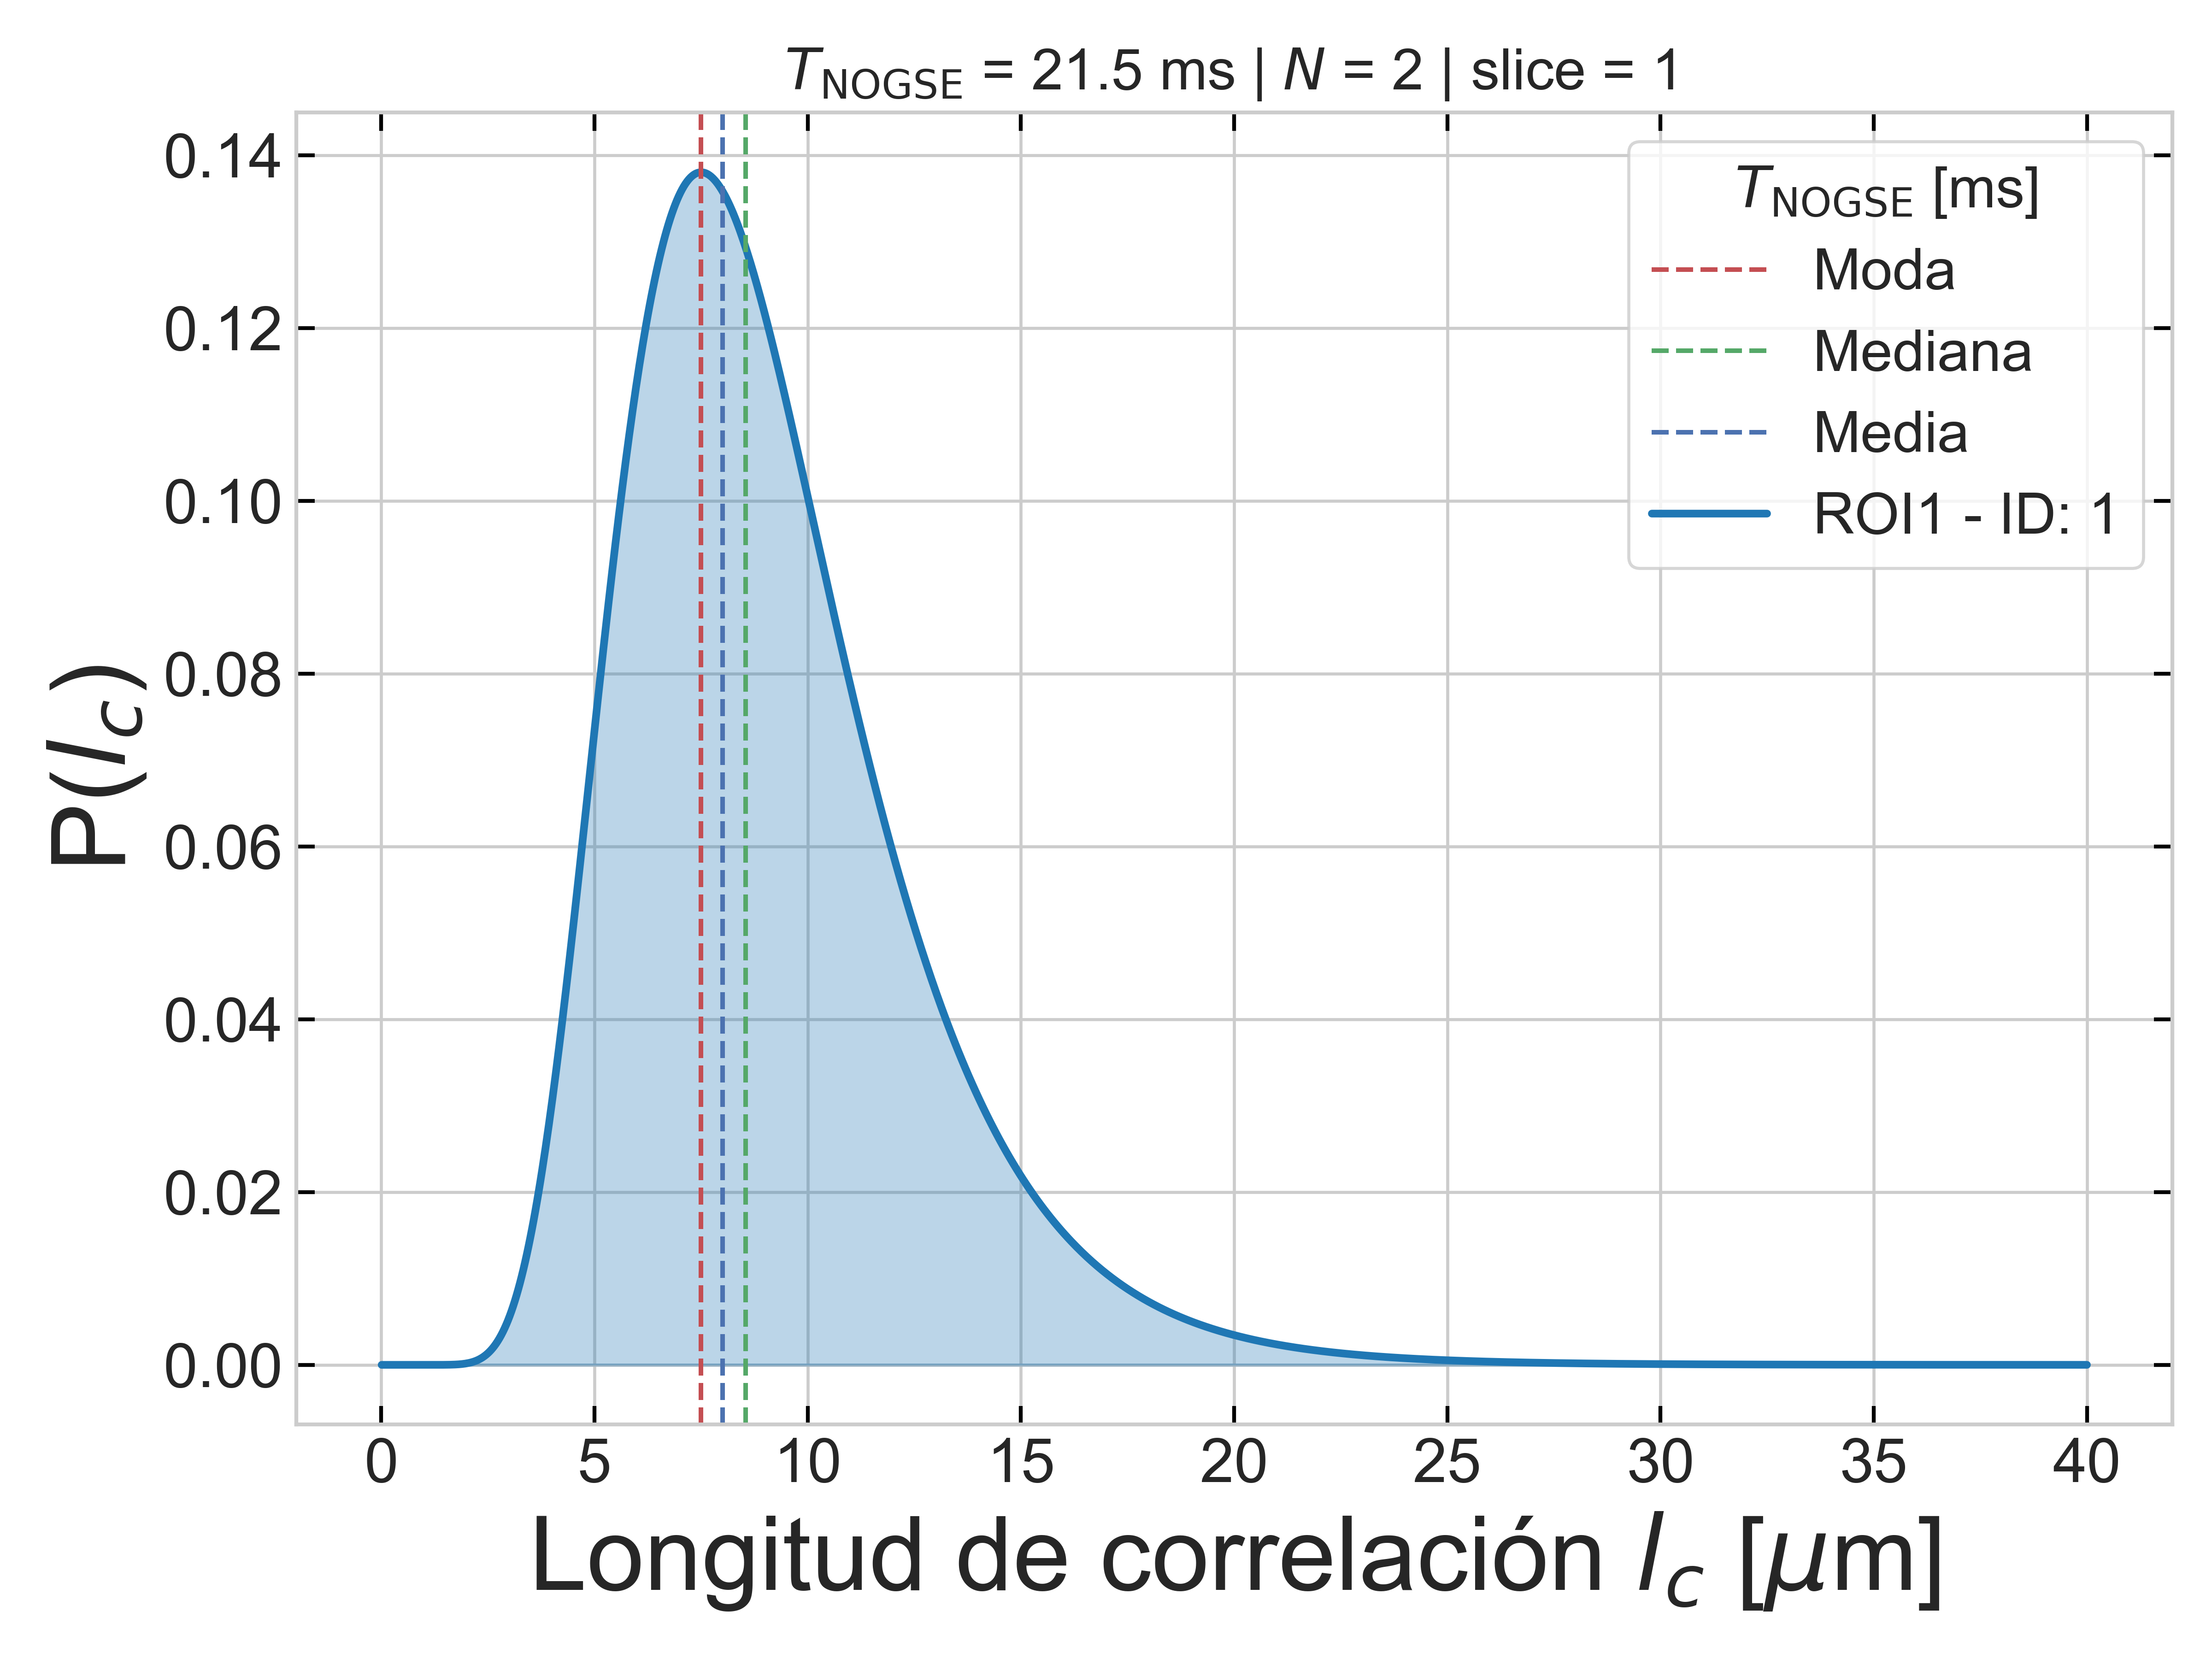 T_NOGSE = 21.5 ms | N = 2 | slice = 1
0.14
0.12
0.10
0.08
0.06
0.04
0.02
0.00
P(l_c)
T_NOGSE [ms]
Moda
Mediana
Media
ROI1 - ID: 1
0 5 10 15 20 25 30 35 40
Longitud de correlación l_c [μm]